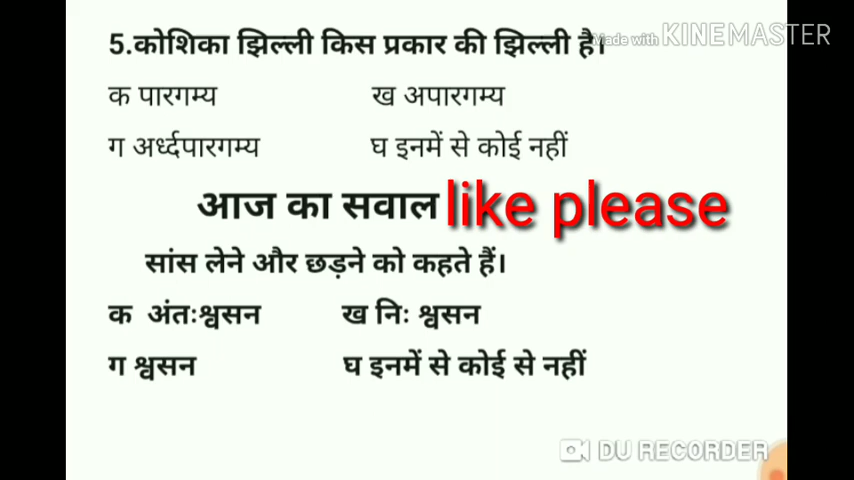 Made with KINEMASTER
5.कोशिका झिल्ली किस प्रकार की झिल्ली है।
क पारगम्य ख अपारगम्य
ग अर्ध्दपारगम्य घ इनमें से कोई नहीं
आज का सवाल like please
सांस लेने और छड़ने को कहते हैं।
क अंतःश्वसन ख निः श्वसन
ग श्वसन घ इनमें से कोई से नहीं
DU RECORDER